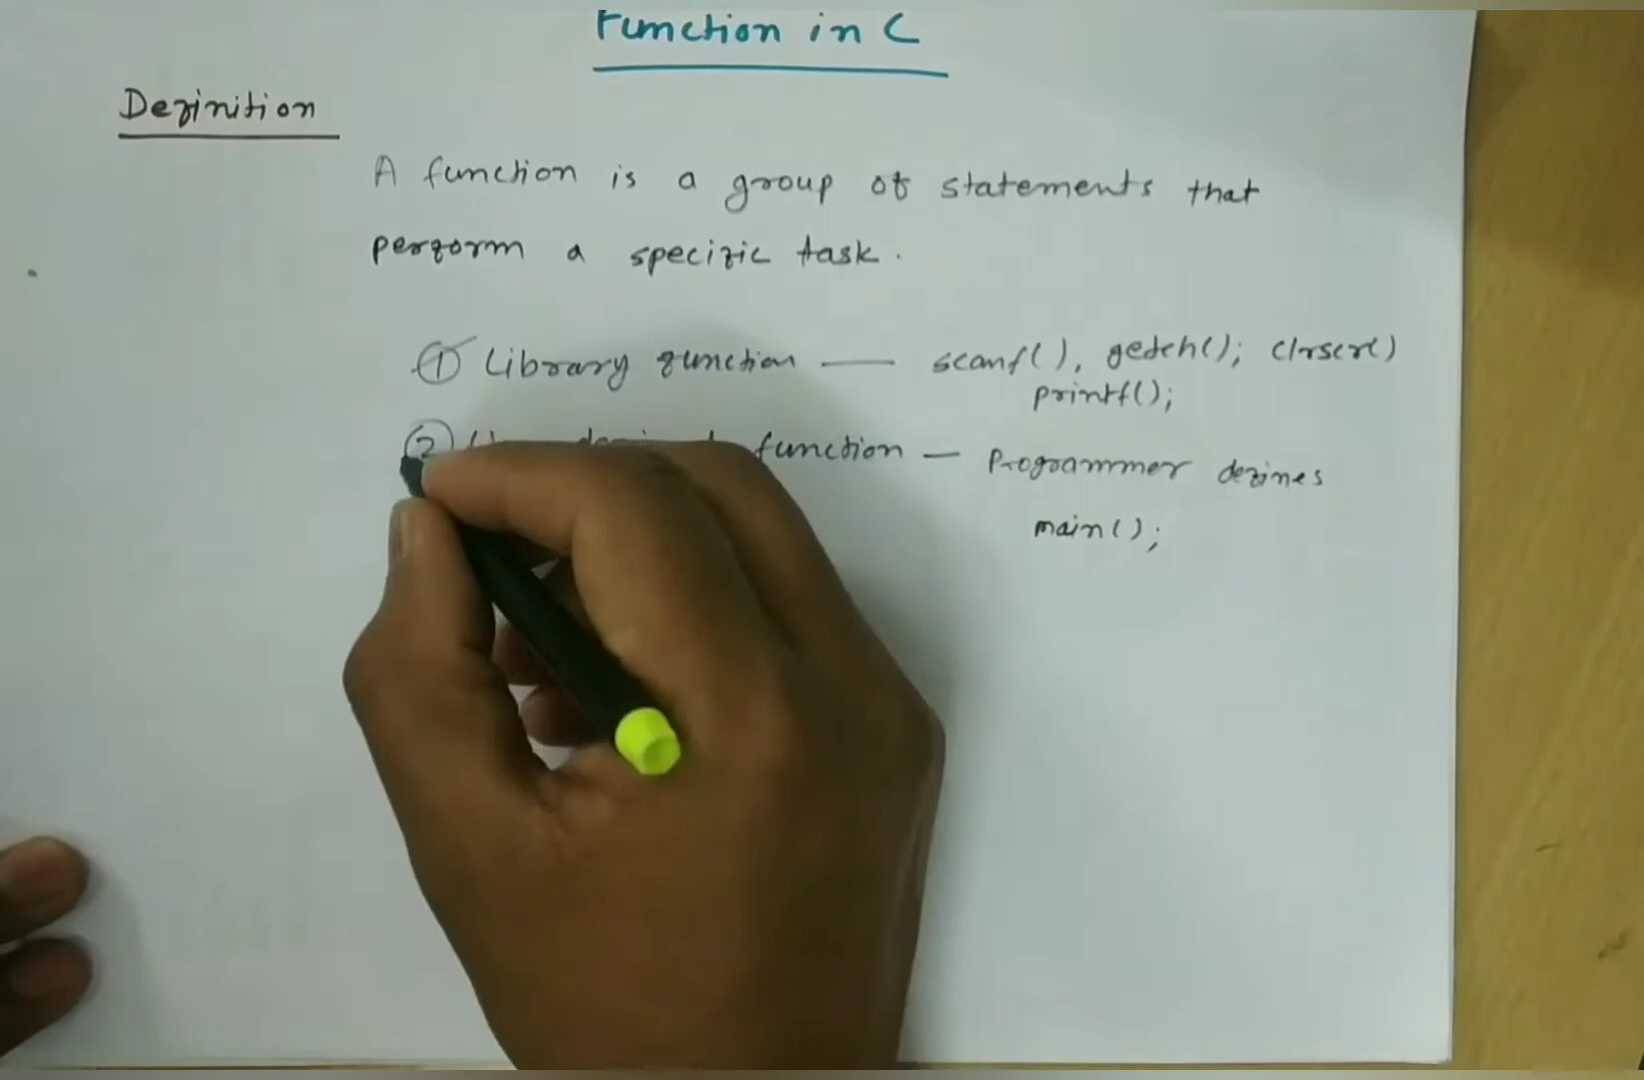 Function in C
Definition
A function is a group of statements that
perform a specific task.
① Library function — scanf(), getch(); clrscr()
printf();
② function — Programmer defines
main();